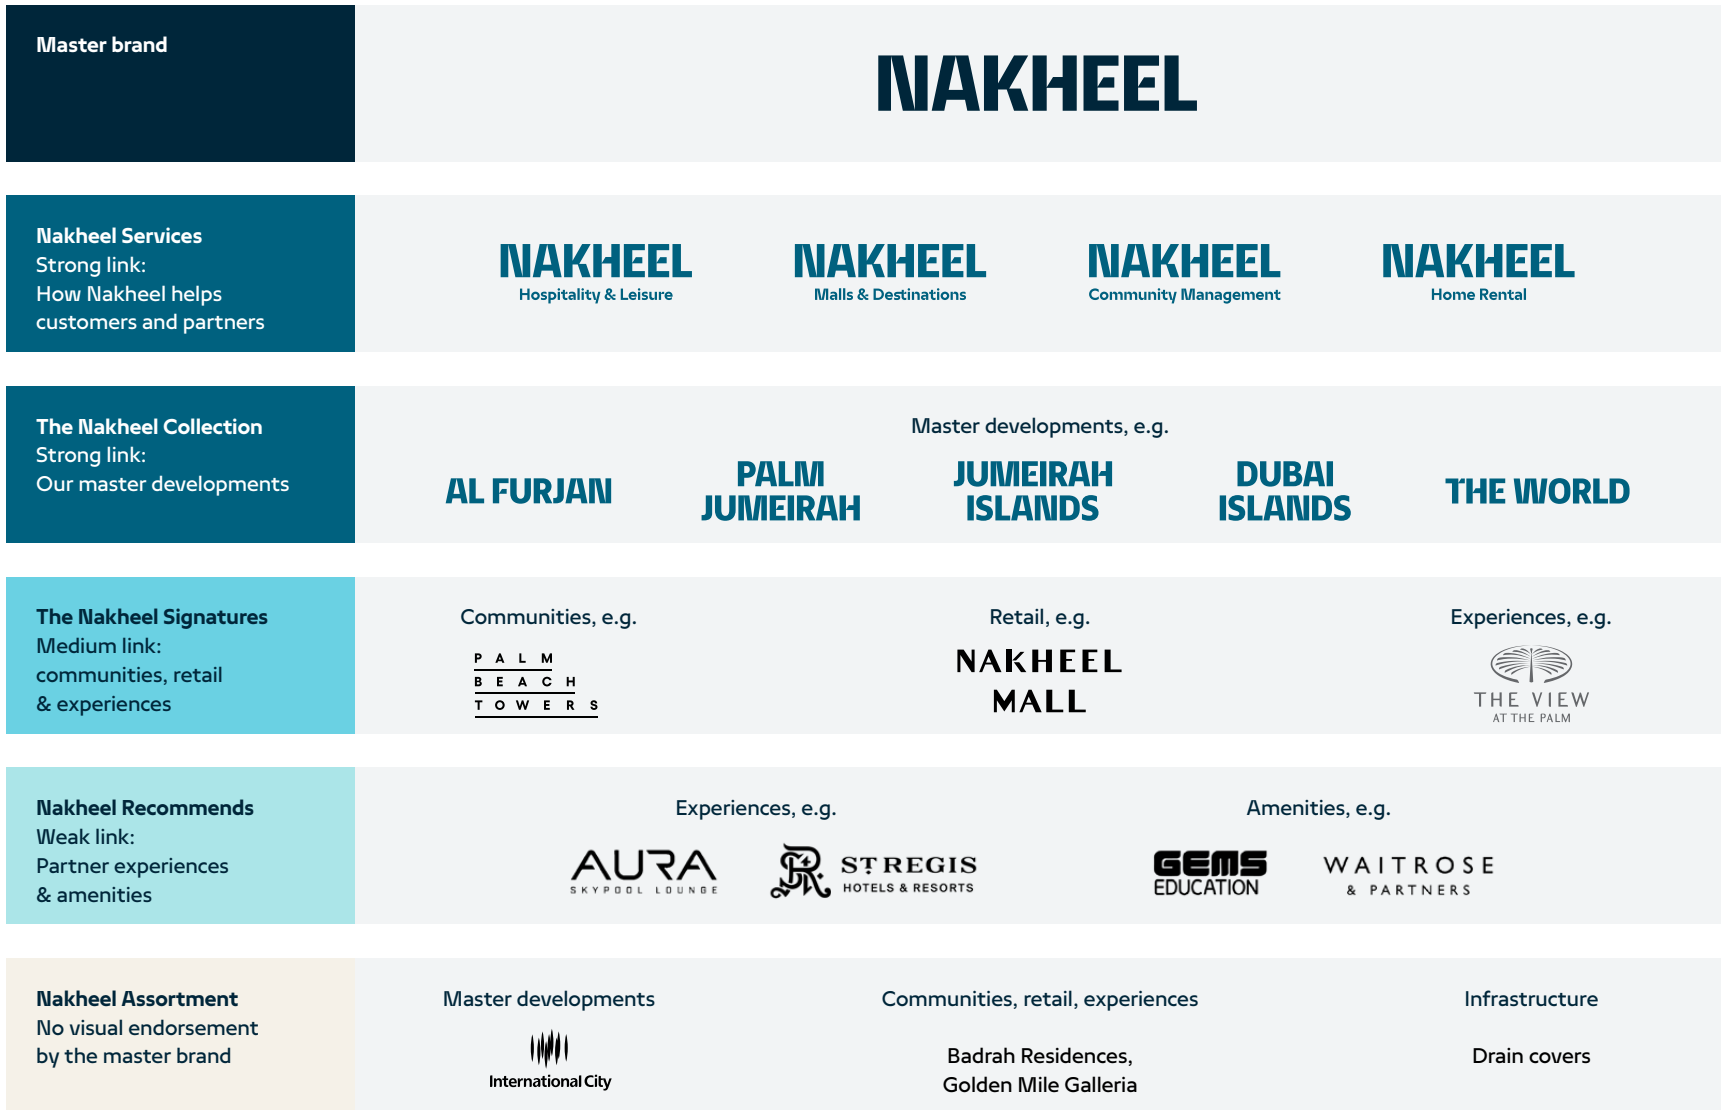 Master brand
NAKHEEL
Nakheel Services
Strong link:
How Nakheel helps
customers and partners
NAKHEEL
Hospitality & Leisure
NAKHEEL
Malls & Destinations
NAKHEEL
Community Management
NAKHEEL
Home Rental
The Nakheel Collection
Strong link:
Our master developments
Master developments, e.g.
AL FURJAN
PALM
JUMEIRAH
JUMEIRAH
ISLANDS
DUBAI
ISLANDS
THE WORLD
The Nakheel Signatures
Medium link:
communities, retail
& experiences
Communities, e.g.
PALM
BEACH
TOWERS
Retail, e.g.
NAKHEEL
MALL
Experiences, e.g.
THE VIEW
AT THE PALM
Nakheel Recommends
Weak link:
Partner experiences
& amenities
Experiences, e.g.
AURA
SKYPOOL LOUNGE
ST REGIS
HOTELS & RESORTS
Amenities, e.g.
GEMS
EDUCATION
WAITROSE
& PARTNERS
Nakheel Assortment
No visual endorsement
by the master brand
Master developments
International City
Communities, retail, experiences
Badrah Residences,
Golden Mile Galleria
Infrastructure
Drain covers